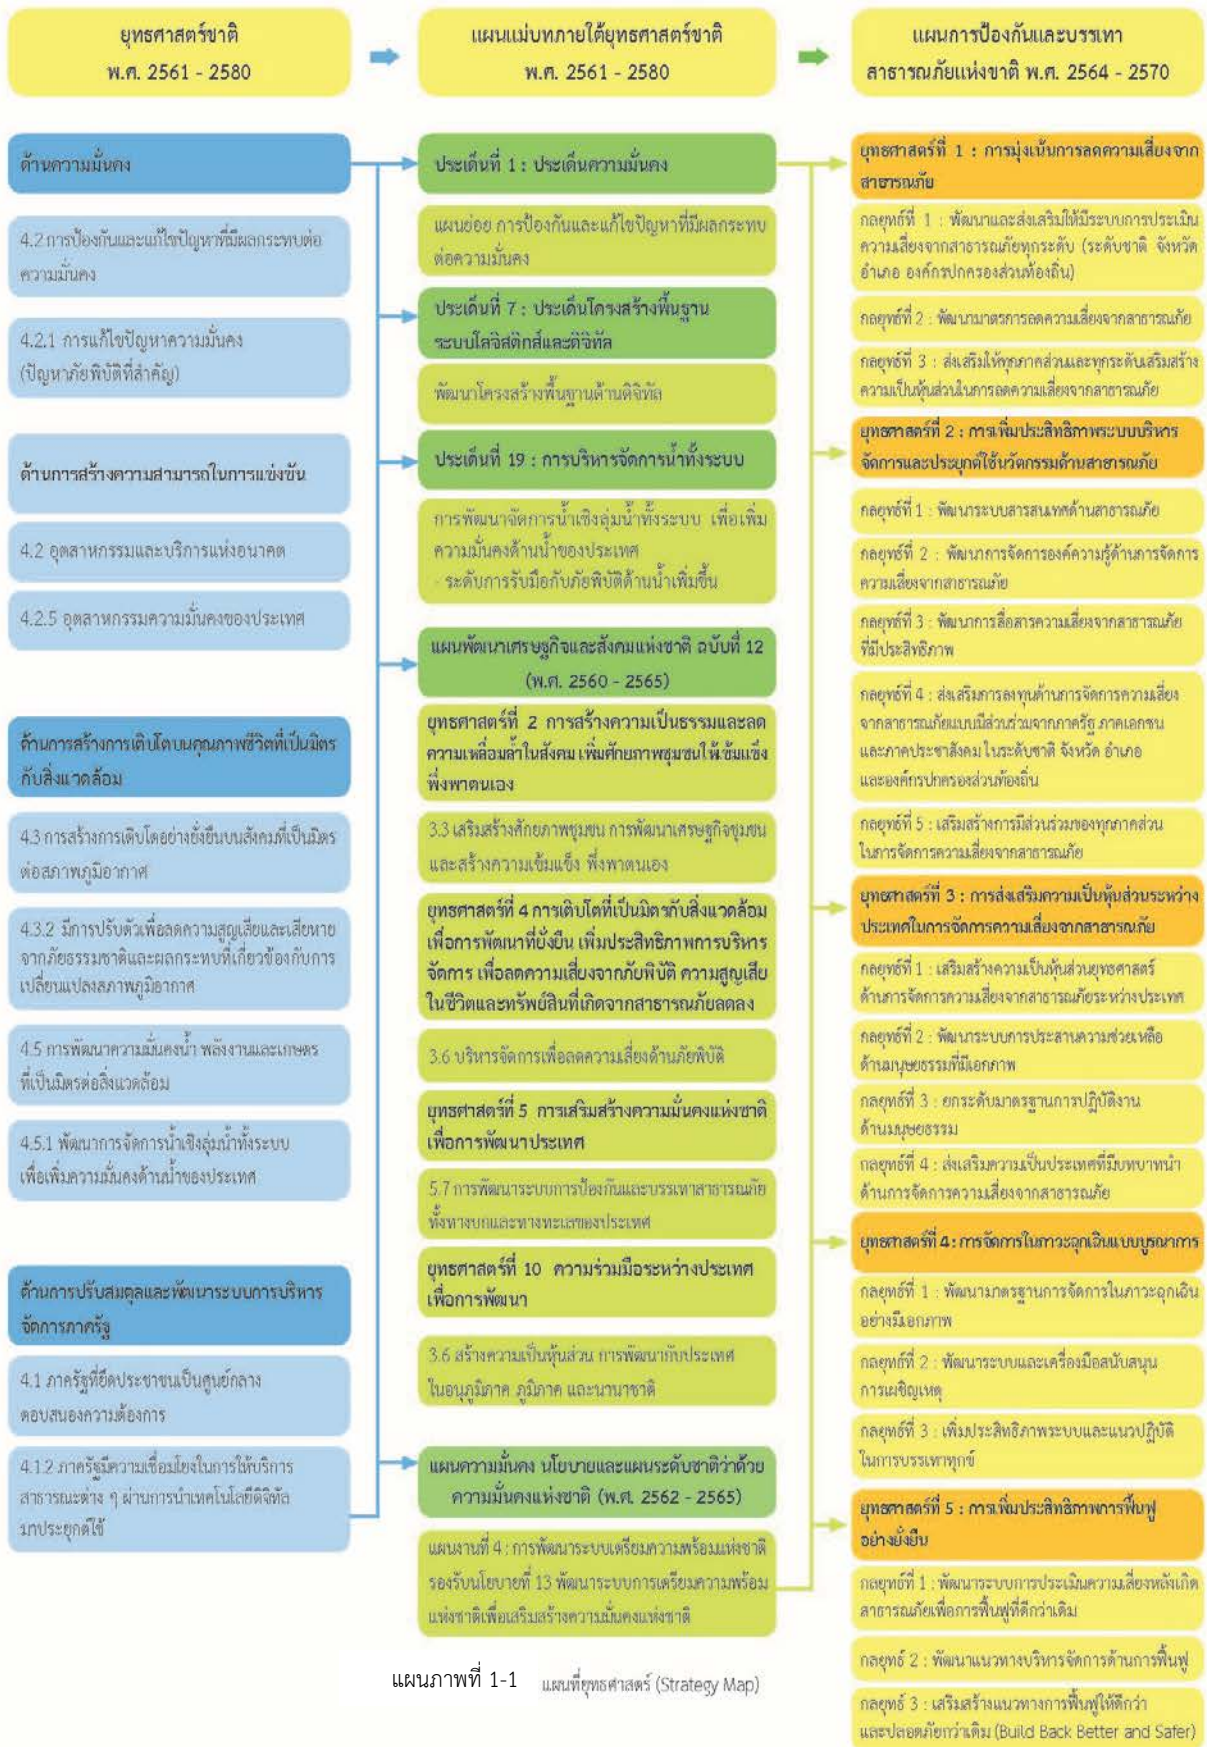 ยุทธศาสตร์ชาติ
พ.ศ. 2561 - 2580
แผนแม่บทภายใต้ยุทธศาสตร์ชาติ
พ.ศ. 2561 - 2580
แผนการป้องกันและบรรเทา
สาธารณภัยแห่งชาติ พ.ศ. 2564 - 2570
ด้านความมั่นคง
4.2 การป้องกันและแก้ไขปัญหาที่มีผลกระทบต่อ
ความมั่นคง
4.2.1 การแก้ไขปัญหาความมั่นคง
(ปัญหาภัยพิบัติที่สำคัญ)
ด้านการสร้างความสามารถในการแข่งขัน
4.2 อุตสาหกรรมและบริการแห่งอนาคต
4.2.5 อุตสาหกรรมความมั่นคงของประเทศ
ด้านการสร้างการเติบโตบนคุณภาพชีวิตที่เป็นมิตร
กับสิ่งแวดล้อม
4.3 การสร้างการเติบโตอย่างยั่งยืนบนสังคมที่เป็นมิตร
ต่อสภาพภูมิอากาศ
4.3.2 มีการปรับตัวเพื่อลดความสูญเสียและเสียหาย
จากภัยธรรมชาติและผลกระทบที่เกี่ยวข้องกับการ
เปลี่ยนแปลงสภาพภูมิอากาศ
4.5 การพัฒนาความมั่นคงน้ำ พลังงานและเกษตร
ที่เป็นมิตรต่อสิ่งแวดล้อม
4.5.1 พัฒนาการจัดการน้ำเชิงลุ่มน้ำทั้งระบบ
เพื่อเพิ่มความมั่นคงด้านน้ำของประเทศ
ด้านการปรับสมดุลและพัฒนาระบบการบริหาร
จัดการภาครัฐ
4.1 ภาครัฐที่ยึดประชาชนเป็นศูนย์กลาง
ตอบสนองความต้องการ
4.1.2 ภาครัฐมีความเชื่อมโยงในการให้บริการ
สาธารณะต่าง ๆ ผ่านการนำเทคโนโลยีดิจิทัล
มาประยุกต์ใช้
ประเด็นที่ 1 : ประเด็นความมั่นคง
แผนย่อย การป้องกันและแก้ไขปัญหาที่มีผลกระทบ
ต่อความมั่นคง
ประเด็นที่ 7 : ประเด็นโครงสร้างพื้นฐาน
ระบบโลจิสติกส์และดิจิทัล
พัฒนาโครงสร้างพื้นฐานด้านดิจิทัล
ประเด็นที่ 19 : การบริหารจัดการน้ำทั้งระบบ
การพัฒนาจัดการน้ำเชิงลุ่มน้ำทั้งระบบ เพื่อเพิ่ม
ความมั่นคงด้านน้ำของประเทศ
- ระดับการรับมือกับภัยพิบัติด้านน้ำเพิ่มขึ้น
แผนพัฒนาเศรษฐกิจและสังคมแห่งชาติ ฉบับที่ 12
(พ.ศ. 2560 - 2565)
ยุทธศาสตร์ที่ 2 การสร้างความเป็นธรรมและลด
ความเหลื่อมล้ำในสังคม เพิ่มศักยภาพชุมชนให้เข้มแข็ง
พึ่งพาตนเอง
3.3 เสริมสร้างศักยภาพชุมชน การพัฒนาเศรษฐกิจชุมชน
และสร้างความเข้มแข็ง พึ่งพาตนเอง
ยุทธศาสตร์ที่ 4 การเติบโตที่เป็นมิตรกับสิ่งแวดล้อม
เพื่อการพัฒนาที่ยั่งยืน เพิ่มประสิทธิภาพการบริหาร
จัดการ เพื่อลดความเสี่ยงจากภัยพิบัติ ความสูญเสีย
ในชีวิตและทรัพย์สินที่เกิดจากสาธารณภัยลดลง
3.6 บริหารจัดการเพื่อลดความเสี่ยงด้านภัยพิบัติ
ยุทธศาสตร์ที่ 5 การเสริมสร้างความมั่นคงแห่งชาติ
เพื่อการพัฒนาประเทศ
5.7 การพัฒนาระบบการป้องกันและบรรเทาสาธารณภัย
ทั้งทางบกและทางทะเลของประเทศ
ยุทธศาสตร์ที่ 10 ความร่วมมือระหว่างประเทศ
เพื่อการพัฒนา
3.6 สร้างความเป็นหุ้นส่วน การพัฒนากับประเทศ
ในอนุภูมิภาค ภูมิภาค และนานาชาติ
แผนความมั่นคง นโยบายและแผนระดับชาติว่าด้วย
ความมั่นคงแห่งชาติ (พ.ศ. 2562 - 2565)
แผนงานที่ 4 : การพัฒนาระบบเตรียมความพร้อมแห่งชาติ
รองรับนโยบายที่ 13 พัฒนาระบบการเตรียมความพร้อม
แห่งชาติเพื่อเสริมสร้างความมั่นคงแห่งชาติ
ยุทธศาสตร์ที่ 1 : การมุ่งเน้นการลดความเสี่ยงจาก
สาธารณภัย
กลยุทธ์ที่ 1 : พัฒนาและส่งเสริมให้มีระบบการประเมิน
ความเสี่ยงจากสาธารณภัยทุกระดับ (ระดับชาติ จังหวัด
อำเภอ องค์กรปกครองส่วนท้องถิ่น)
กลยุทธ์ที่ 2 : พัฒนามาตรการลดความเสี่ยงจากสาธารณภัย
กลยุทธ์ที่ 3 : ส่งเสริมให้ทุกภาคส่วนและทุกระดับเสริมสร้าง
ความเป็นหุ้นส่วนในการลดความเสี่ยงจากสาธารณภัย
ยุทธศาสตร์ที่ 2 : การเพิ่มประสิทธิภาพระบบบริหาร
จัดการและประยุกต์ใช้นวัตกรรมด้านสาธารณภัย
กลยุทธ์ที่ 1 : พัฒนาระบบสารสนเทศด้านสาธารณภัย
กลยุทธ์ที่ 2 : พัฒนาการจัดการองค์ความรู้ด้านการจัดการ
ความเสี่ยงจากสาธารณภัย
กลยุทธ์ที่ 3 : พัฒนาการสื่อสารความเสี่ยงจากสาธารณภัย
ที่มีประสิทธิภาพ
กลยุทธ์ที่ 4 : ส่งเสริมการลงทุนด้านการจัดการความเสี่ยง
จากสาธารณภัยแบบมีส่วนร่วมจากภาครัฐ ภาคเอกชน
และภาคประชาสังคม ในระดับชาติ จังหวัด อำเภอ
และองค์กรปกครองส่วนท้องถิ่น
กลยุทธ์ที่ 5 : เสริมสร้างการมีส่วนร่วมของทุกภาคส่วน
ในการจัดการความเสี่ยงจากสาธารณภัย
ยุทธศาสตร์ที่ 3 : การส่งเสริมความเป็นหุ้นส่วนระหว่าง
ประเทศในการจัดการความเสี่ยงจากสาธารณภัย
กลยุทธ์ที่ 1 : เสริมสร้างความเป็นหุ้นส่วนยุทธศาสตร์
ด้านการจัดการความเสี่ยงจากสาธารณภัยระหว่างประเทศ
กลยุทธ์ที่ 2 : พัฒนาระบบการประสานความช่วยเหลือ
ด้านมนุษยธรรมที่มีเอกภาพ
กลยุทธ์ที่ 3 : ยกระดับมาตรฐานการปฏิบัติงาน
ด้านมนุษยธรรม
กลยุทธ์ที่ 4 : ส่งเสริมความเป็นประเทศที่มีบทบาทนำ
ด้านการจัดการความเสี่ยงจากสาธารณภัย
ยุทธศาสตร์ที่ 4 : การจัดการในภาวะฉุกเฉินแบบบูรณาการ
กลยุทธ์ที่ 1 : พัฒนามาตรฐานการจัดการในภาวะฉุกเฉิน
อย่างมีเอกภาพ
กลยุทธ์ที่ 2 : พัฒนาระบบและเครื่องมือสนับสนุน
การเผชิญเหตุ
กลยุทธ์ที่ 3 : เพิ่มประสิทธิภาพระบบและแนวปฏิบัติ
ในการบรรเทาทุกข์
ยุทธศาสตร์ที่ 5 : การเพิ่มประสิทธิภาพการฟื้นฟู
อย่างยั่งยืน
กลยุทธ์ที่ 1 : พัฒนาระบบการประเมินความเสี่ยงหลังเกิด
สาธารณภัยเพื่อการฟื้นฟูที่ดีกว่าเดิม
กลยุทธ์ 2 : พัฒนาแนวทางบริหารจัดการด้านการฟื้นฟู
กลยุทธ์ 3 : เสริมสร้างแนวทางการฟื้นฟูให้ดีกว่า
และปลอดภัยกว่าเดิม (Build Back Better and Safer)
แผนภาพที่ 1-1 แผนที่ยุทธศาสตร์ (Strategy Map)